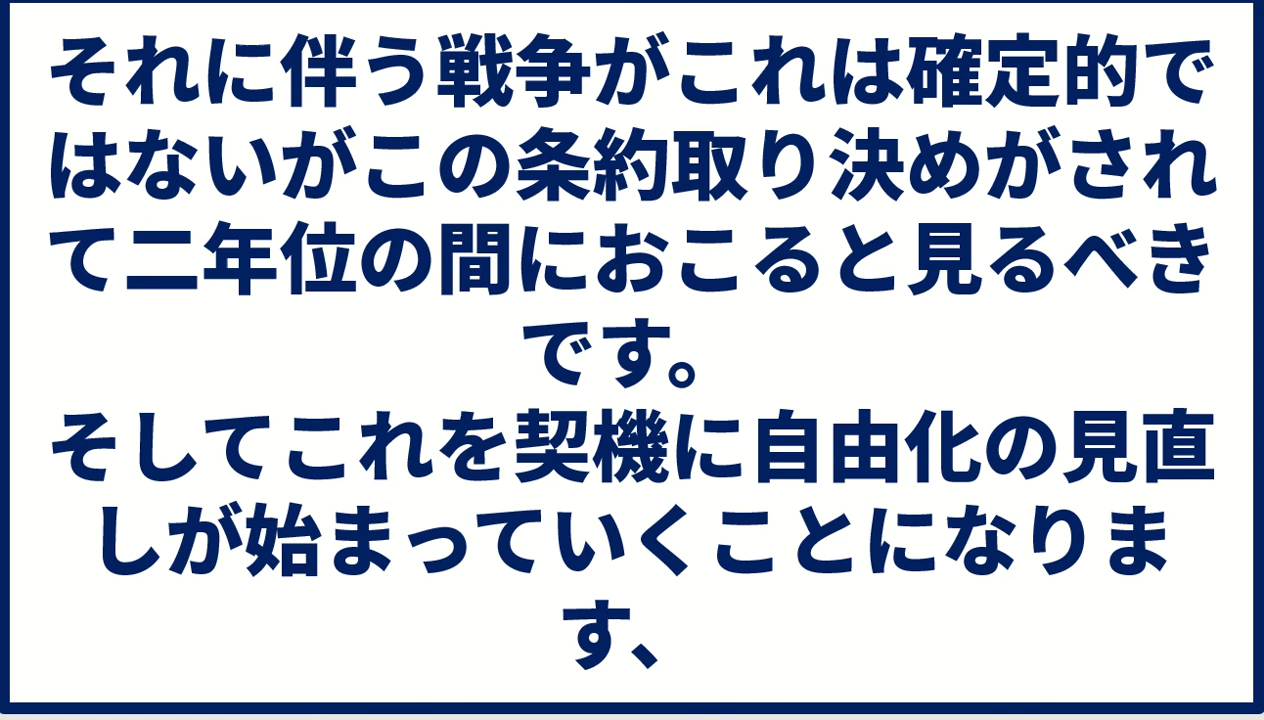 それに伴う戦争がこれは確定的で
はないがこの条約取り決めがされ
て二年位の間におこると見るべき
です。
そしてこれを契機に自由化の見直
しが始まっていくことになりま
す、